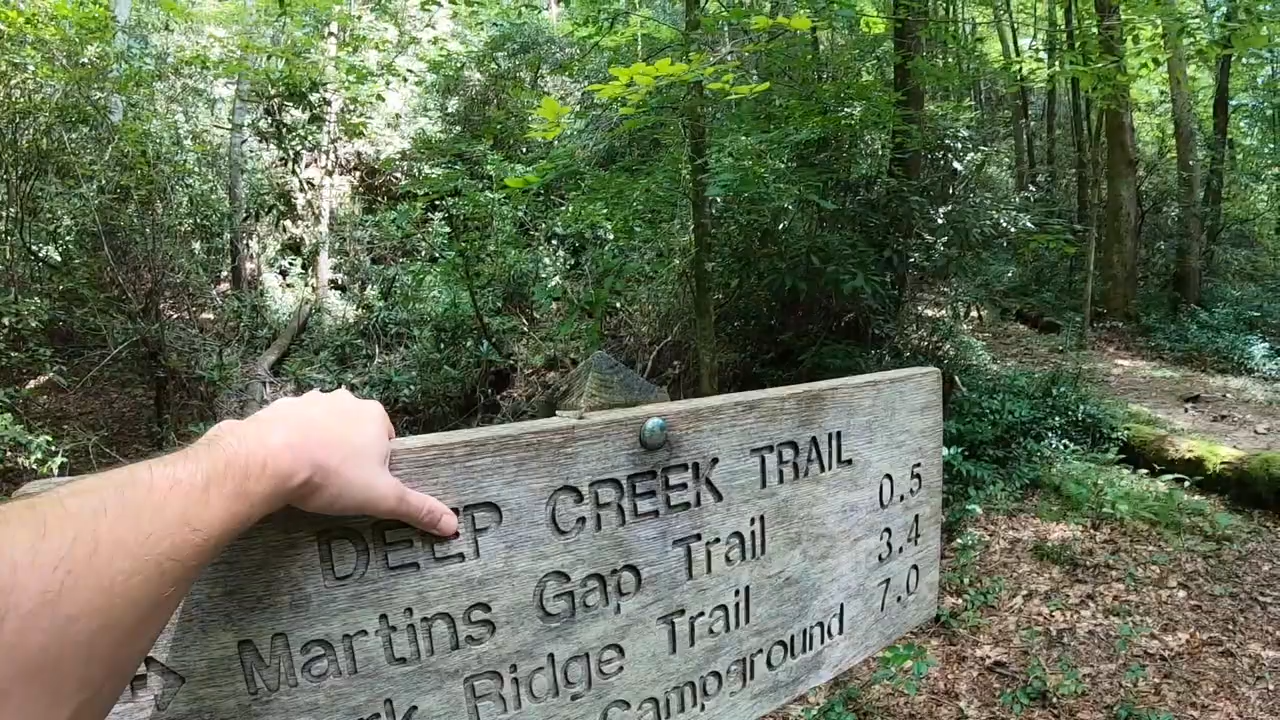 DEEP CREEK TRAIL
Martins Gap Trail 0.5
Ridge Trail 3.4
Campground 7.0